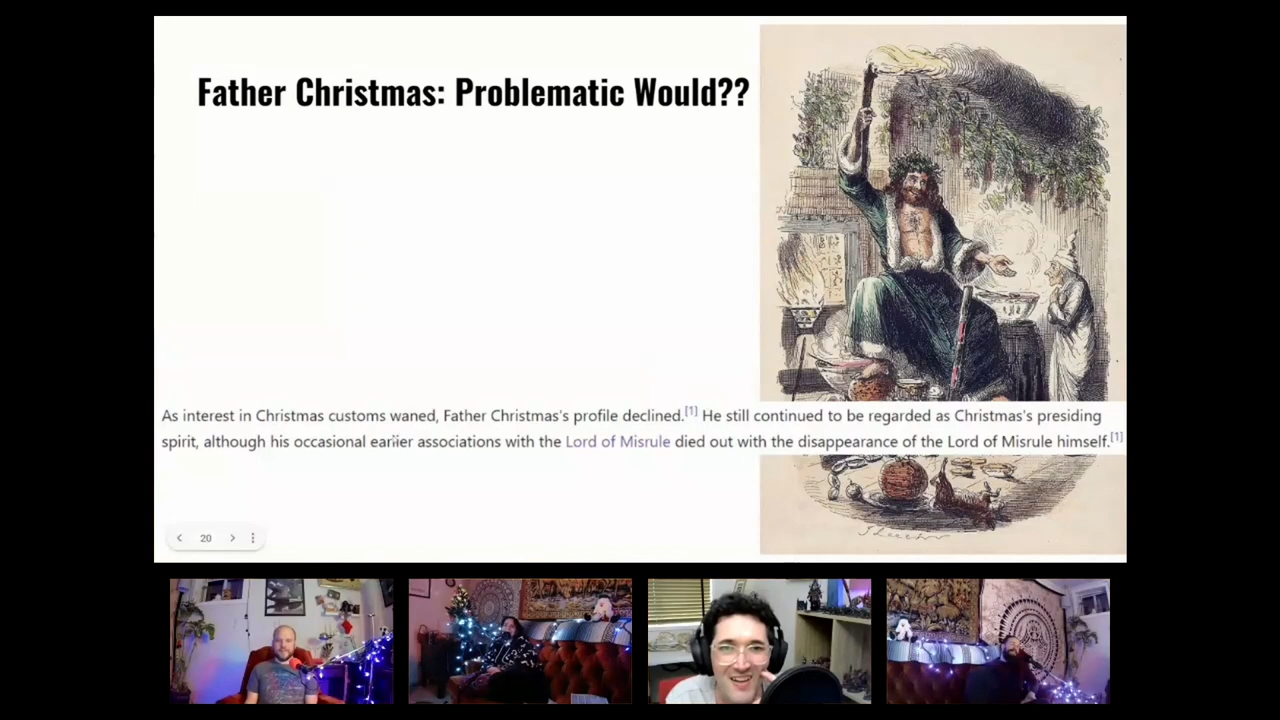 Father Christmas: Problematic Would??
As interest in Christmas customs waned, Father Christmas's profile declined.[1] He still continued to be regarded as Christmas's presiding
spirit, although his occasional earlier associations with the Lord of Misrule died out with the disappearance of the Lord of Misrule himself.[1]
20